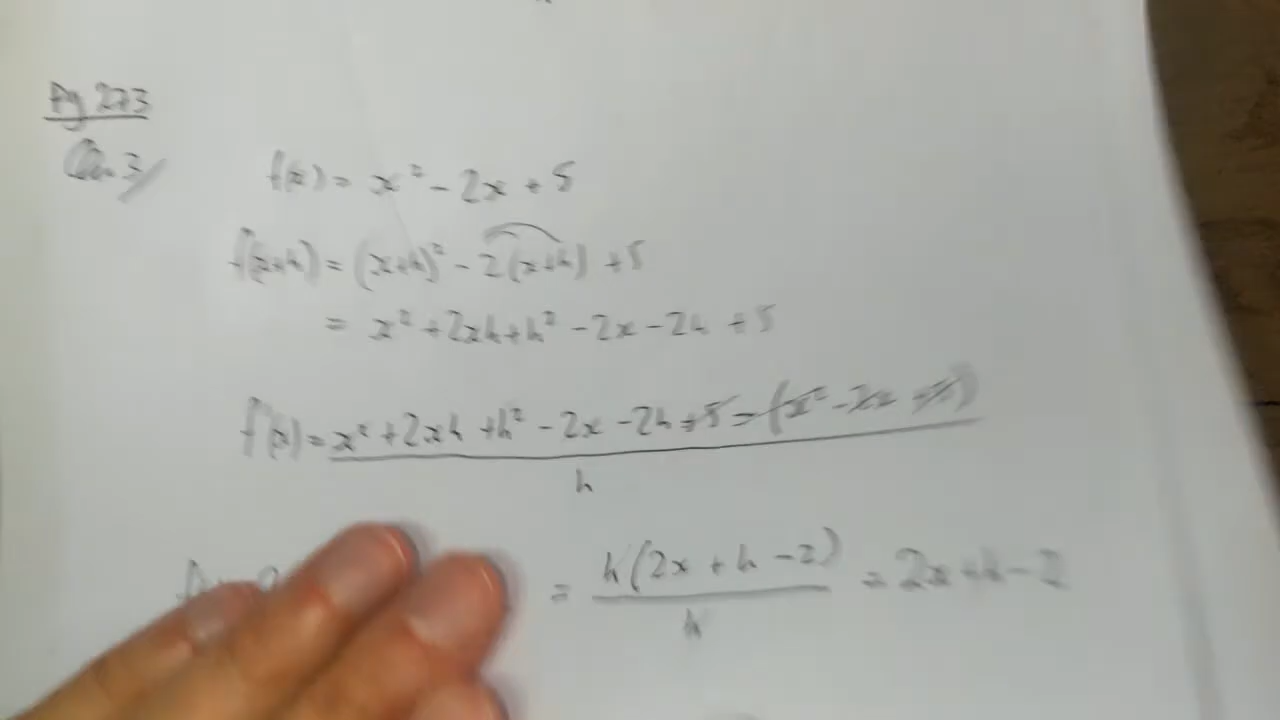 Pg 273
Qn. 3/
f(x) = x² - 2x + 5
f(x+h) = (x+h)² - 2(x+h) + 5
= x² + 2xh + h² - 2x - 2h + 5
f'(x) = x² + 2xh + h² - 2x - 2h + 5 - (x² - 2x + 5)
h
= h(2x + h - 2) = 2x + h - 2
h